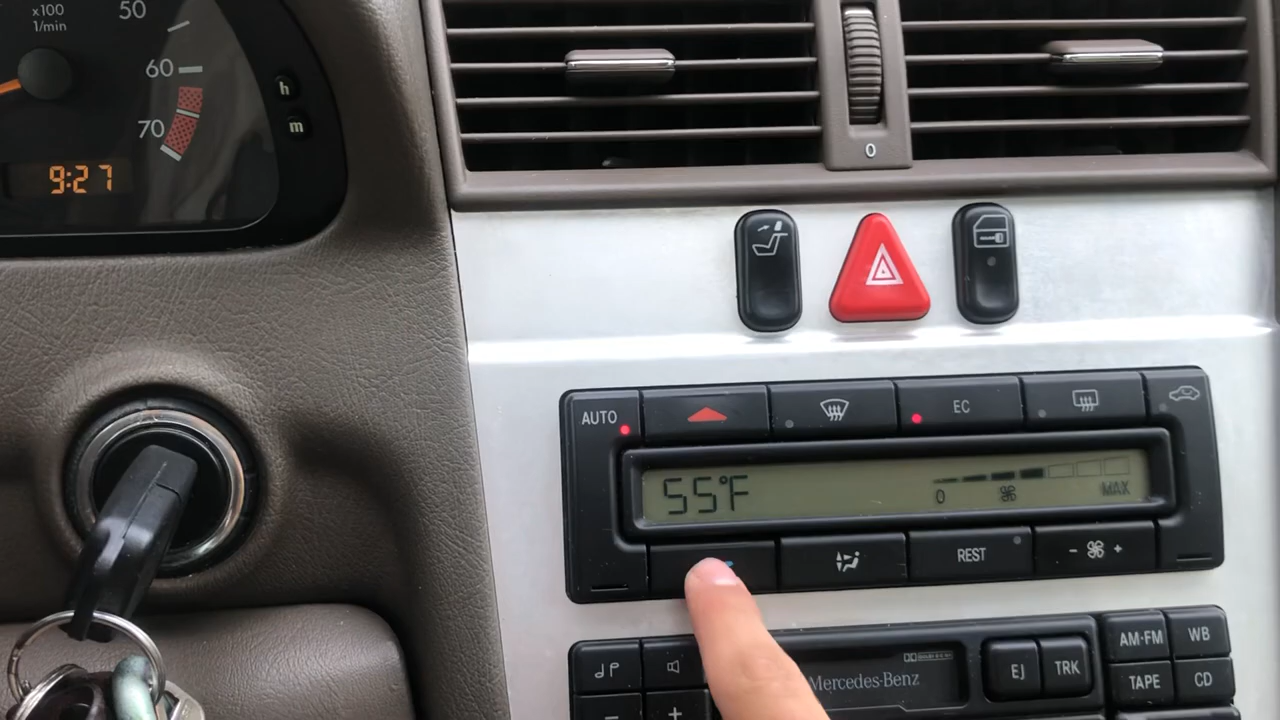 x100
1/min
50
60
70
h
m
9:27
0
AUTO
EC
55°F
0
MAX
REST
- +
AM·FM
WB
EJ
TRK
TAPE
CD
Mercedes-Benz
- +